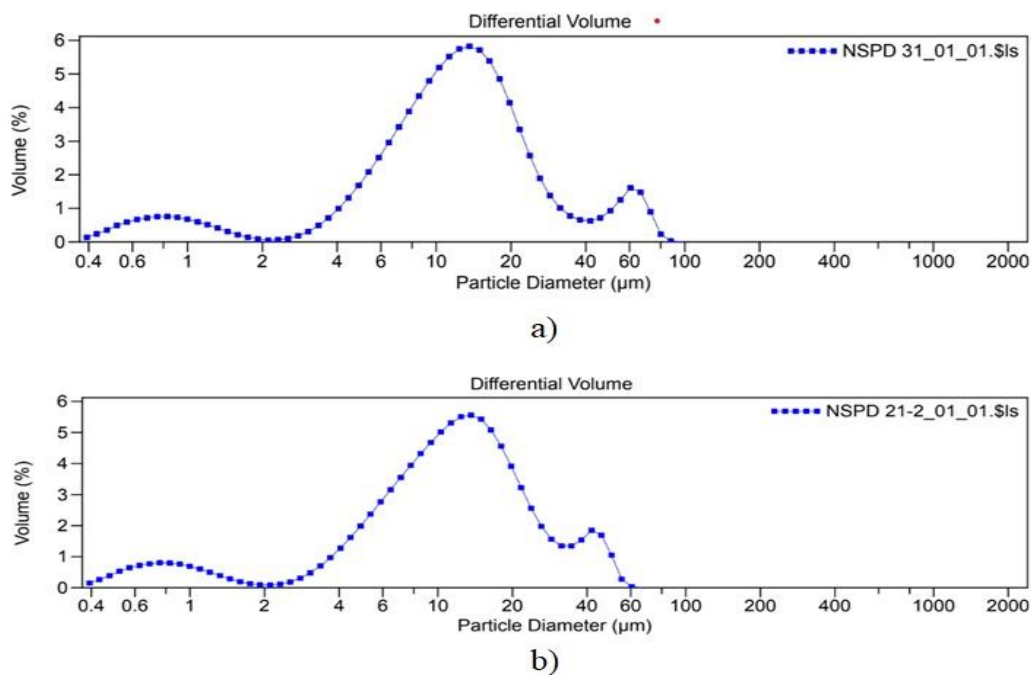 Differential Volume
NSPD 31_01_01.$ls
6
5
4
3
2
1
0
Volume (%)
0.4 0.6 1 2 4 6 10 20 40 60 100 200 400 1000 2000
Particle Diameter (µm)
a)
Differential Volume
NSPD 21-2_01_01.$ls
6
5
4
3
2
1
0
Volume (%)
0.4 0.6 1 2 4 6 10 20 40 60 100 200 400 1000 2000
Particle Diameter (µm)
b)